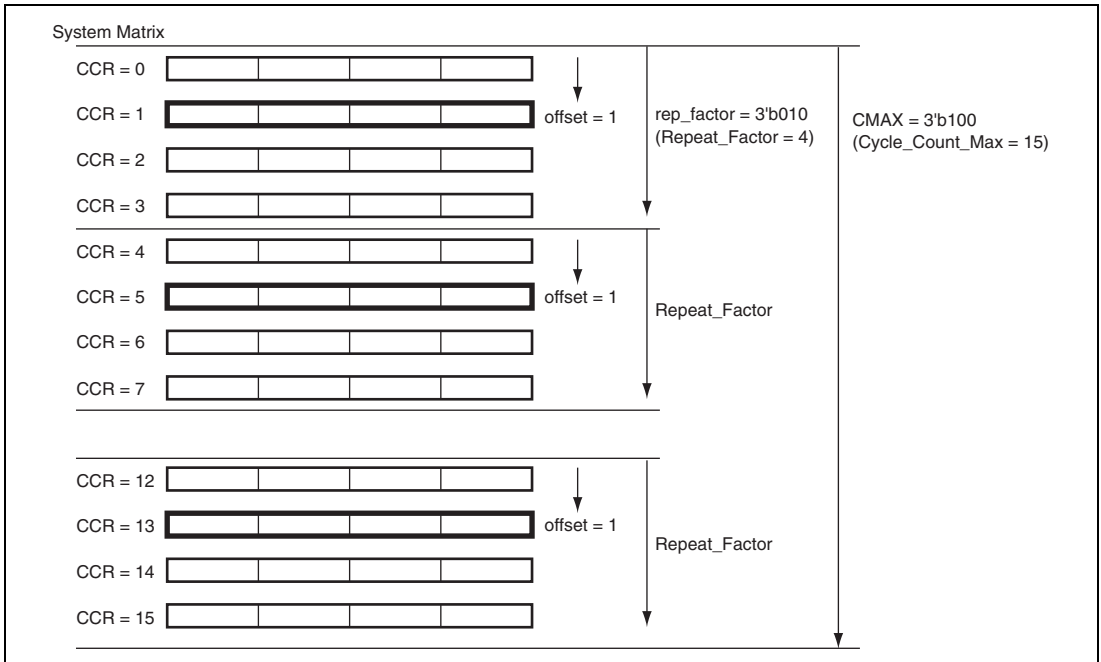 System Matrix
CCR = 0
CCR = 1
offset = 1
rep_factor = 3'b010
(Repeat_Factor = 4)
CMAX = 3'b100
(Cycle_Count_Max = 15)
CCR = 2
CCR = 3
CCR = 4
CCR = 5
offset = 1
Repeat_Factor
CCR = 6
CCR = 7
CCR = 12
CCR = 13
offset = 1
Repeat_Factor
CCR = 14
CCR = 15